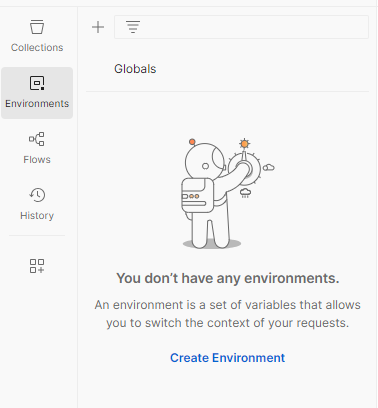 Collections
Environments
Flows
History
Globals
You don’t have any environments.
An environment is a set of variables that allows
you to switch the context of your requests.
Create Environment